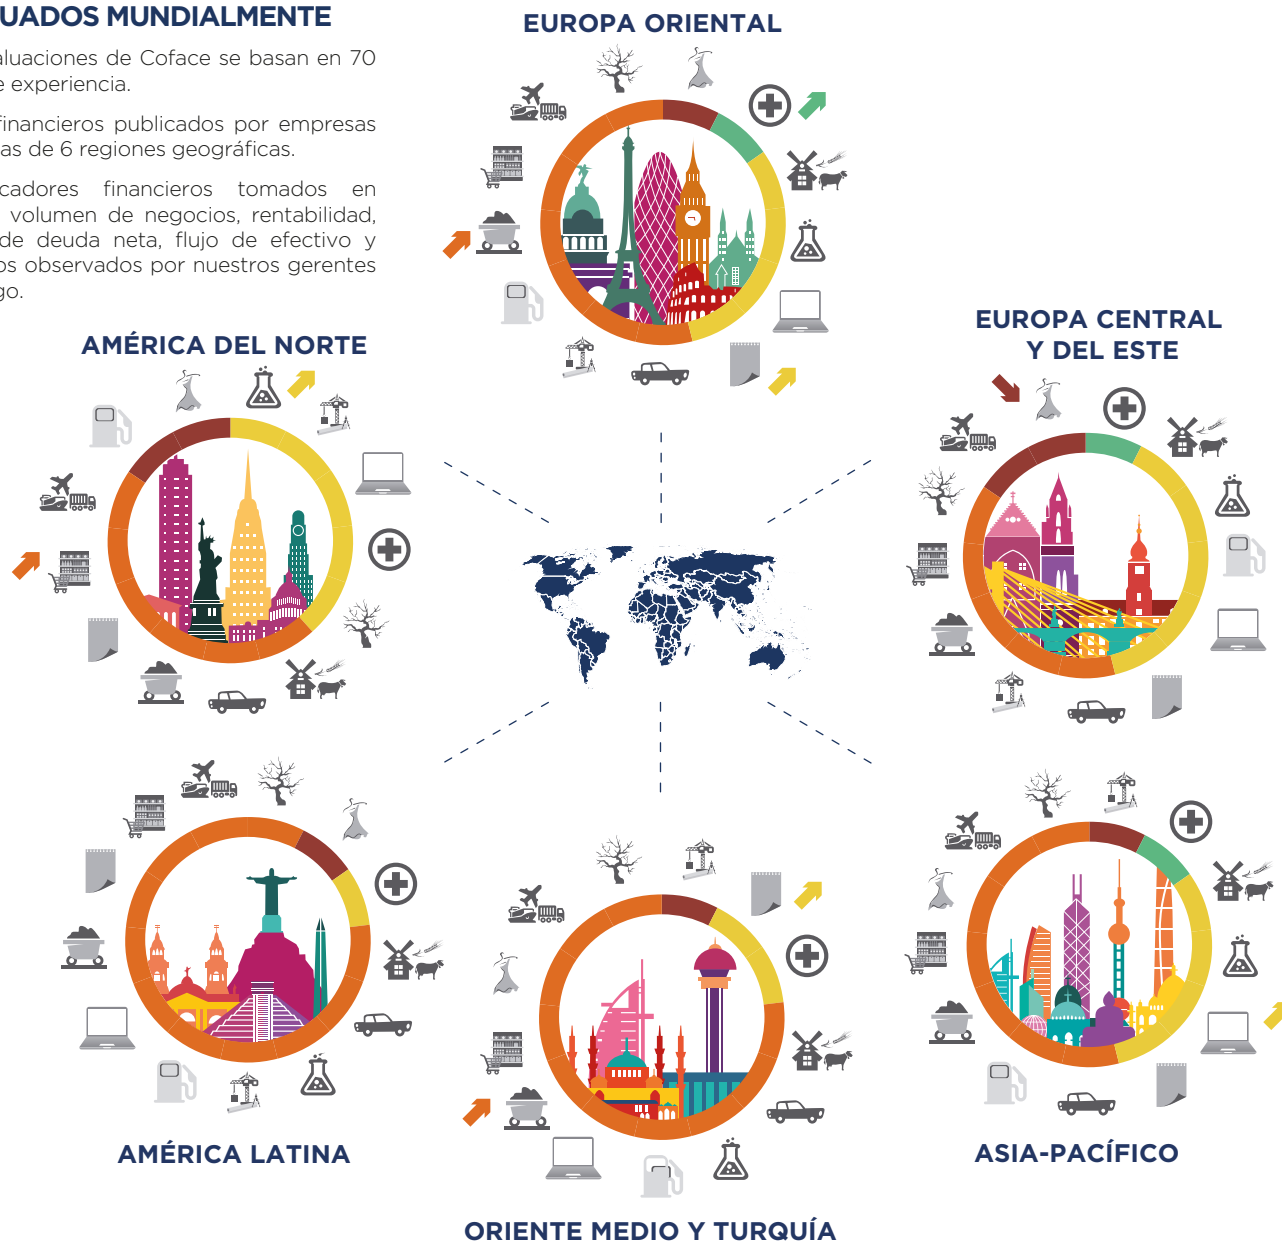 UADOS MUNDIALMENTE
aluaciones de Coface se basan en 70
e experiencia.
financieros publicados por empresas
as de 6 regiones geográficas.
cadores financieros tomados en
volumen de negocios, rentabilidad,
de deuda neta, flujo de efectivo y
os observados por nuestros gerentes
go.
EUROPA ORIENTAL
AMÉRICA DEL NORTE
EUROPA CENTRAL
Y DEL ESTE
AMÉRICA LATINA
ASIA-PACÍFICO
ORIENTE MEDIO Y TURQUÍA